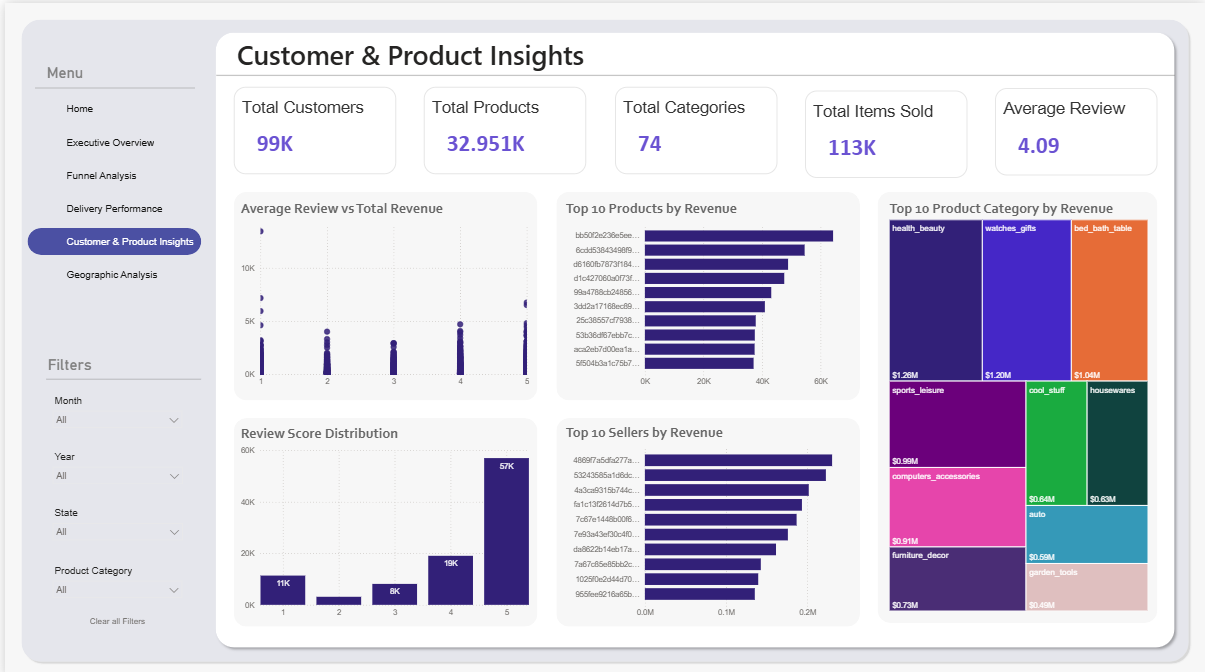 Customer & Product Insights
Menu
Home
Executive Overview
Funnel Analysis
Delivery Performance
Customer & Product Insights
Geographic Analysis
Filters
Month
All
Year
All
State
All
Product Category
All
Clear all Filters
Total Customers
99K
Total Products
32.951K
Total Categories
74
Total Items Sold
113K
Average Review
4.09
Average Review vs Total Revenue
10K
5K
0K
1 2 3 4 5
Top 10 Products by Revenue
bb50f2e236e5ee...
6cdd53843498f9...
d6160fb7873f184...
d1c427060a0f73f...
99a4788cb24856...
3dd2a17168ec89...
25c38557cf7938...
53b36df67ebb7c...
aca2eb7d00ea1a...
5f504b3a1c75b7...
0K 20K 40K 60K
Top 10 Product Category by Revenue
health_beauty
$1.26M
watches_gifts
$1.20M
bed_bath_table
$1.04M
sports_leisure
$0.99M
computers_accessories
$0.91M
furniture_decor
$0.73M
cool_stuff
$0.64M
housewares
$0.63M
auto
$0.59M
garden_tools
$0.49M
Review Score Distribution
60K
40K
20K
0K
11K
8K
19K
57K
1 2 3 4 5
Top 10 Sellers by Revenue
4869f7a5dfa277a...
53243585a1d6dc...
4a3ca9315b744c...
fa1c13f2614d7b5...
7c67e1448b00f6...
7e93a43ef30c4f0...
da8622b14eb17a...
7a67c85e85bb2c...
1025f0e2d44d70...
955fee9216a65b...
0.0M 0.1M 0.2M